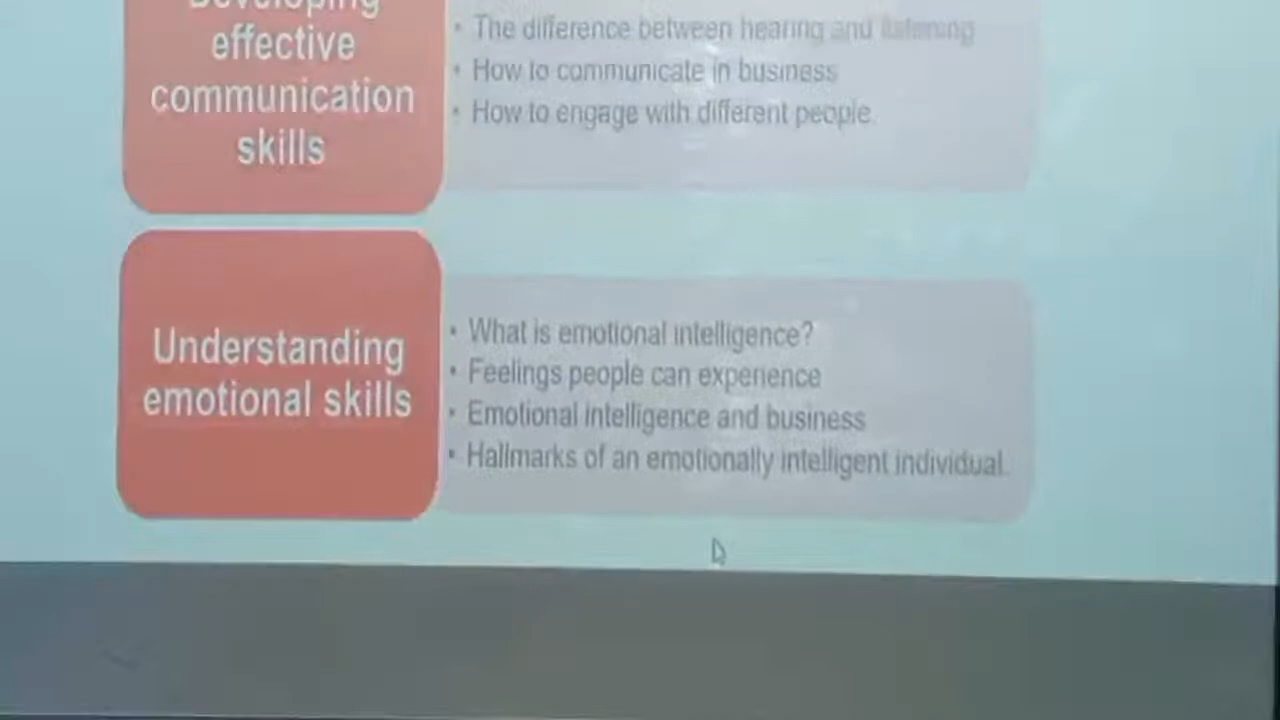 Developing
effective
communication
skills
• The difference between hearing and listening
• How to communicate in business
• How to engage with different people.
Understanding
emotional skills
• What is emotional intelligence?
• Feelings people can experience
• Emotional intelligence and business
• Hallmarks of an emotionally intelligent individual.